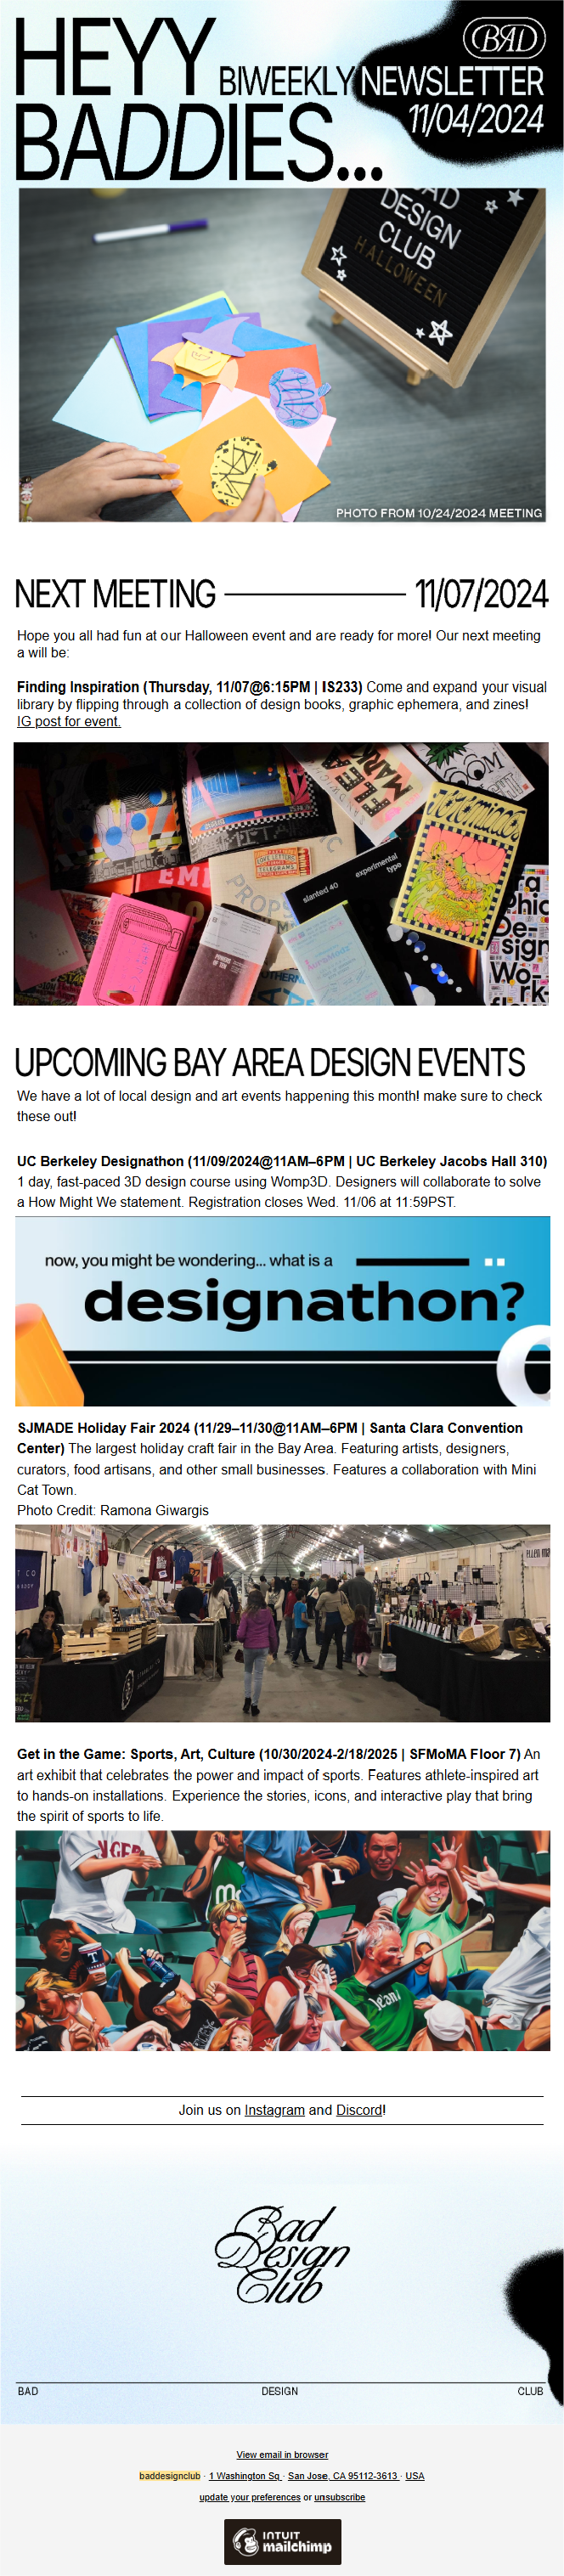 HEYY
BAD
BIWEEKLY NEWSLETTER
11/04/2024
BADDIES...
BAD
DESIGN
CLUB
HALLOWEEN
PHOTO FROM 10/24/2024 MEETING
NEXT MEETING
11/07/2024
Hope you all had fun at our Halloween event and are ready for more! Our next meeting
a will be:
Finding Inspiration (Thursday, 11/07@6:15PM | IS233) Come and expand your visual
library by flipping through a collection of design books, graphic ephemera, and zines!
IG post for event.
slanted 40
experimental
type
PROPS
UPCOMING BAY AREA DESIGN EVENTS
We have a lot of local design and art events happening this month! make sure to check
these out!
UC Berkeley Designathon (11/09/2024@11AM–6PM | UC Berkeley Jacobs Hall 310)
1 day, fast-paced 3D design course using Womp3D. Designers will collaborate to solve
a How Might We statement. Registration closes Wed. 11/06 at 11:59PST.
now, you might be wondering... what is a
designathon?
SJMADE Holiday Fair 2024 (11/29–11/30@11AM–6PM | Santa Clara Convention
Center) The largest holiday craft fair in the Bay Area. Featuring artists, designers,
curators, food artisans, and other small businesses. Features a collaboration with Mini
Cat Town.
Photo Credit: Ramona Giwargis
Get in the Game: Sports, Art, Culture (10/30/2024-2/18/2025 | SFMoMA Floor 7) An
art exhibit that celebrates the power and impact of sports. Features athlete-inspired art
to hands-on installations. Experience the stories, icons, and interactive play that bring
the spirit of sports to life.
Join us on Instagram and Discord!
Bad
Design
Club
BAD DESIGN CLUB
View email in browser
baddesignclub · 1 Washington Sq · San Jose, CA 95112-3613 · USA
update your preferences or unsubscribe
INTUIT
mailchimp